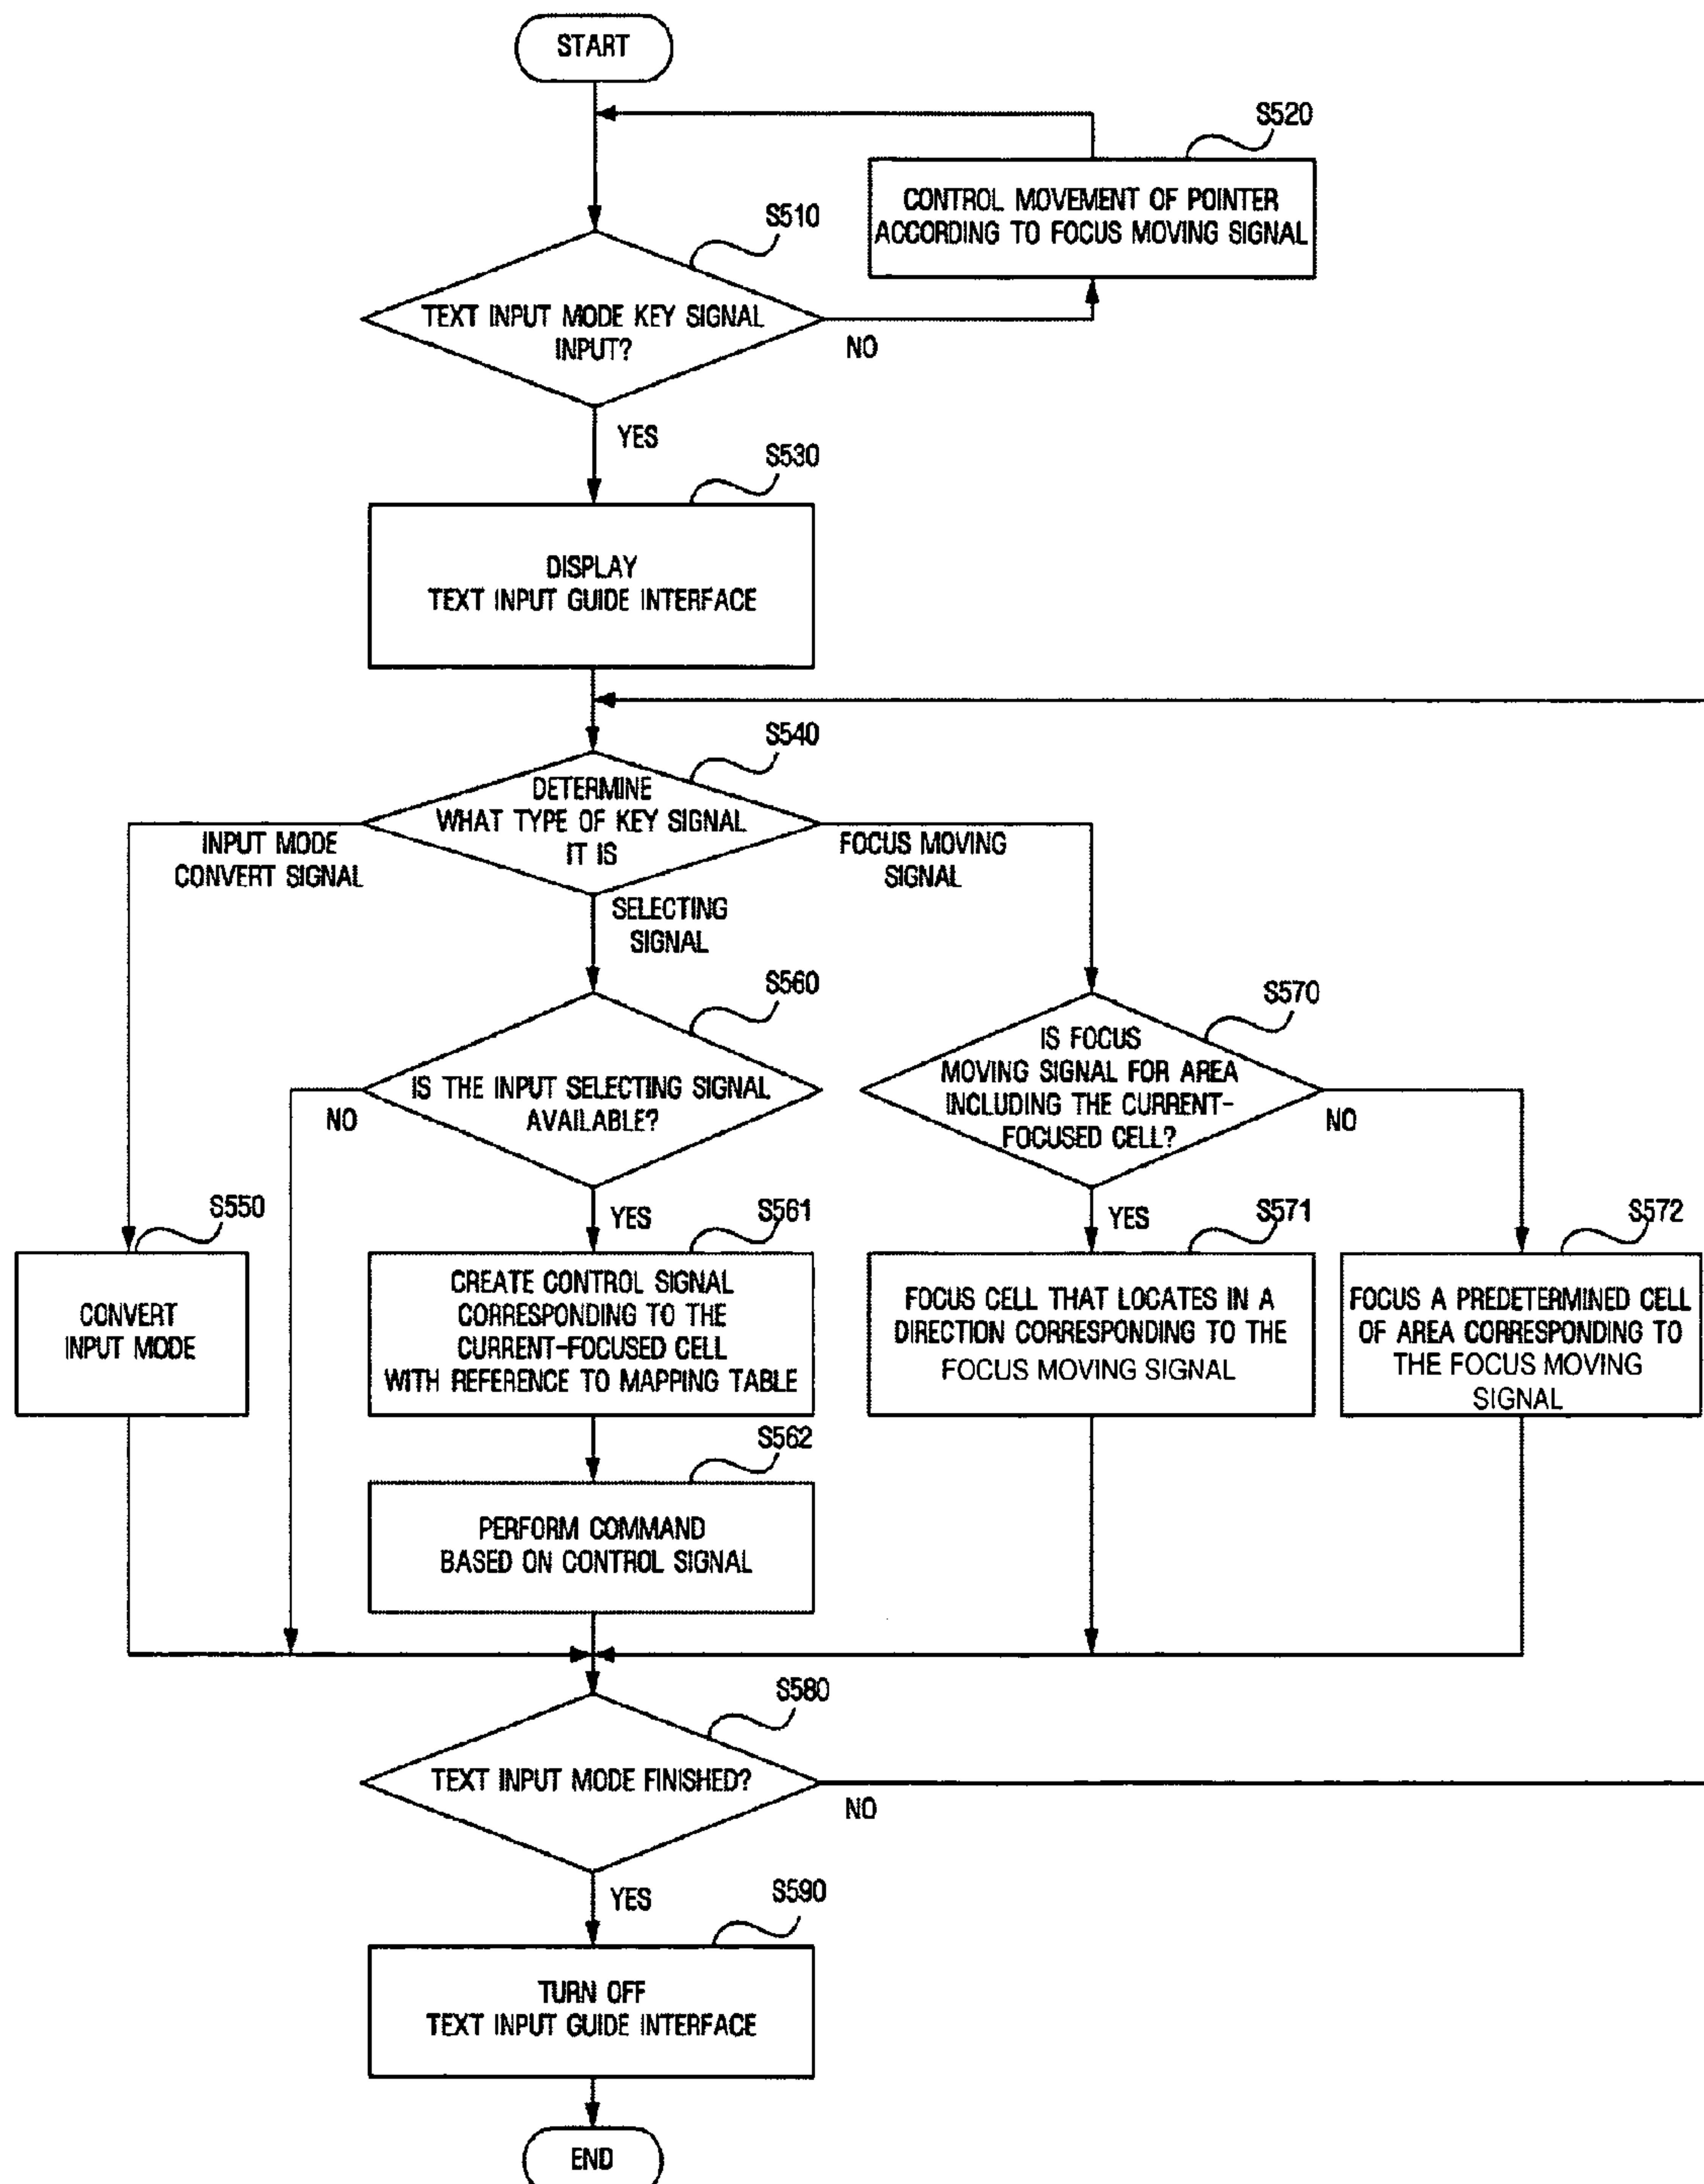 START
S520
CONTROL MOVEMENT OF POINTER
ACCORDING TO FOCUS MOVING SIGNAL
S510
TEXT INPUT MODE KEY SIGNAL
INPUT?
NO
YES
S530
DISPLAY
TEXT INPUT GUIDE INTERFACE
S540
DETERMINE
WHAT TYPE OF KEY SIGNAL
IT IS
INPUT MODE
CONVERT SIGNAL
FOCUS MOVING
SIGNAL
SELECTING
SIGNAL
S560
IS THE INPUT SELECTING SIGNAL
AVAILABLE?
NO
YES
S570
IS FOCUS
MOVING SIGNAL FOR AREA
INCLUDING THE CURRENT-
FOCUSED CELL?
NO
YES
S550
CONVERT
INPUT MODE
S561
CREATE CONTROL SIGNAL
CORRESPONDING TO THE
CURRENT-FOCUSED CELL
WITH REFERENCE TO MAPPING TABLE
S571
FOCUS CELL THAT LOCATES IN A
DIRECTION CORRESPONDING TO THE
FOCUS MOVING SIGNAL
S572
FOCUS A PREDETERMINED CELL
OF AREA CORRESPONDING TO
THE FOCUS MOVING
SIGNAL
S562
PERFORM COMMAND
BASED ON CONTROL SIGNAL
S580
TEXT INPUT MODE FINISHED?
NO
YES
S590
TURN OFF
TEXT INPUT GUIDE INTERFACE
END